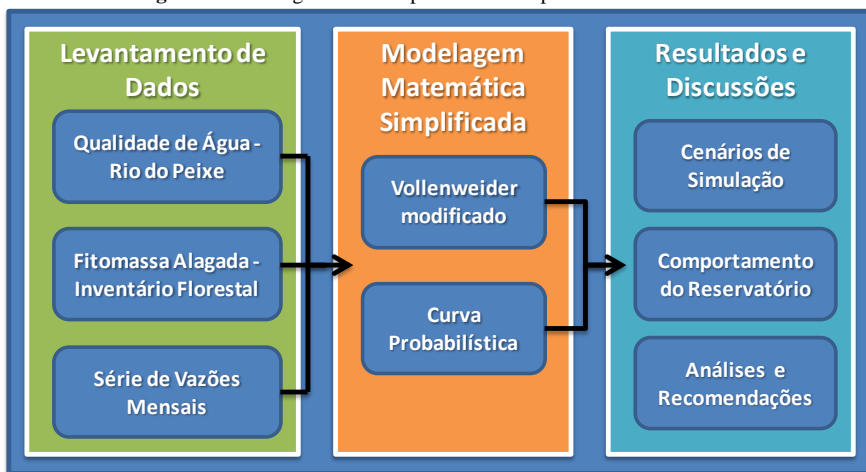 Levantamento de
Dados
Qualidade de Água -
Rio do Peixe
Fitomassa Alagada -
Inventário Florestal
Série de Vazões
Mensais
Modelagem
Matemática
Simplificada
Vollenweider
modificado
Curva
Probabilística
Resultados e
Discussões
Cenários de
Simulação
Comportamento
do Reservatório
Análises e
Recomendações